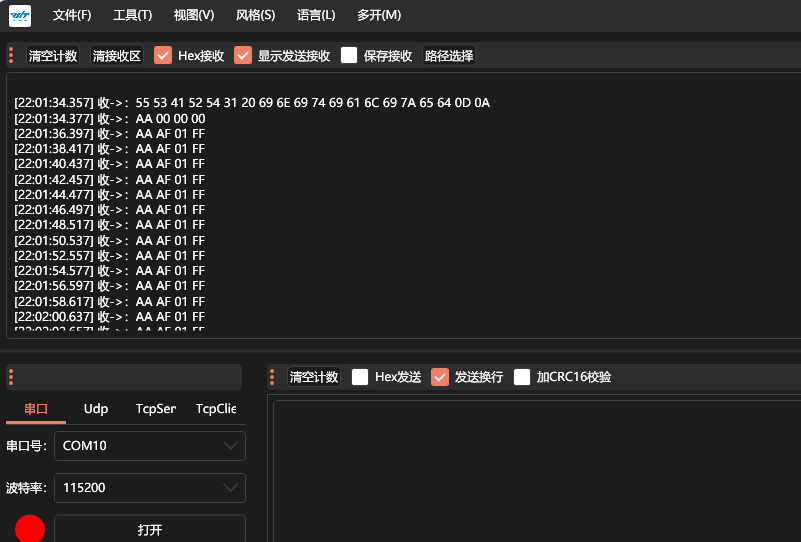 文件(F) 工具(T) 视图(V) 风格(S) 语言(L) 多开(M)
清空计数 清接收区 Hex接收 显示发送接收 保存接收 路径选择
[22:01:34.357] 收->: 55 53 41 52 54 31 20 69 6E 69 74 69 61 6C 69 7A 65 64 0D 0A
[22:01:34.377] 收->: AA 00 00 00
[22:01:36.397] 收->: AA AF 01 FF
[22:01:38.417] 收->: AA AF 01 FF
[22:01:40.437] 收->: AA AF 01 FF
[22:01:42.457] 收->: AA AF 01 FF
[22:01:44.477] 收->: AA AF 01 FF
[22:01:46.497] 收->: AA AF 01 FF
[22:01:48.517] 收->: AA AF 01 FF
[22:01:50.537] 收->: AA AF 01 FF
[22:01:52.557] 收->: AA AF 01 FF
[22:01:54.577] 收->: AA AF 01 FF
[22:01:56.597] 收->: AA AF 01 FF
[22:01:58.617] 收->: AA AF 01 FF
[22:02:00.637] 收->: AA AF 01 FF
[22:02:02.657] 收->: AA AF 01 FF
清空计数 Hex发送 发送换行 加CRC16校验
串口 Udp TcpSer TcpClie
串口号: COM10
波特率: 115200
打开